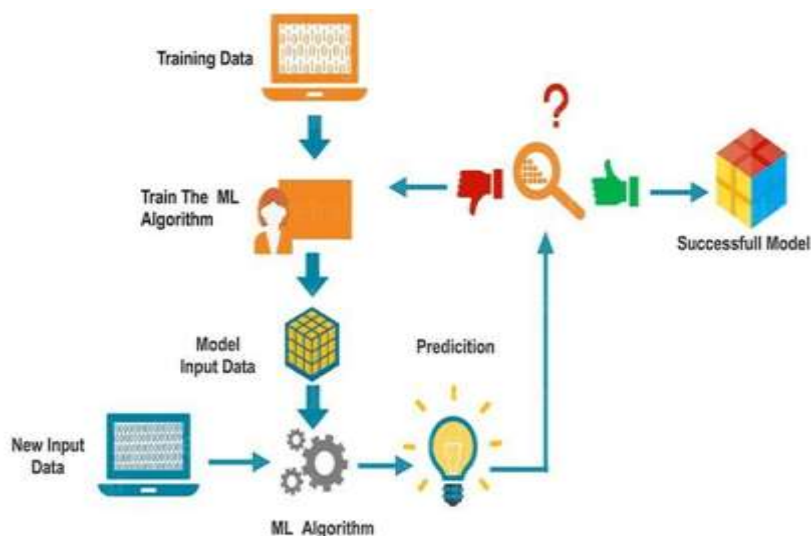 Training Data
?
Train The ML
Algorithm
Successfull Model
Model
Input Data
Predicition
New Input
Data
ML Algorithm